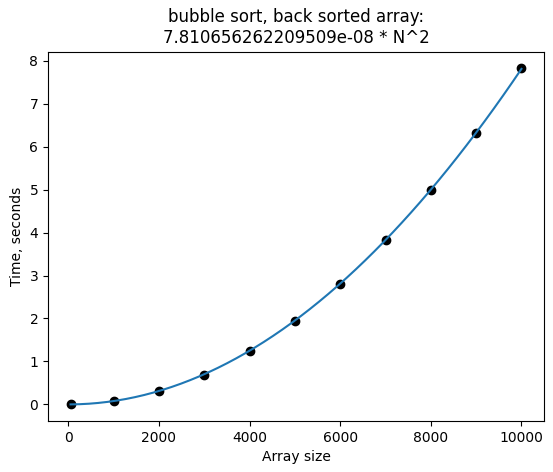 bubble sort, back sorted array:
7.810656262209509e-08 * N^2
8
7
6
5
4
3
2
1
0
Time, seconds
0 2000 4000 6000 8000 10000
Array size